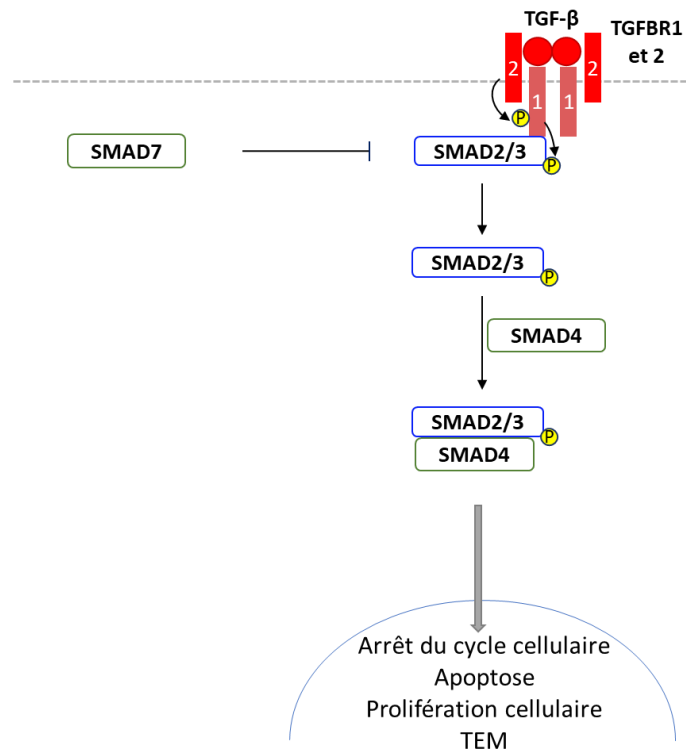 TGF-β
TGFBR1
et 2
2
2
1
1
P
SMAD7
SMAD2/3
P
SMAD2/3
P
SMAD4
SMAD2/3
P
SMAD4
Arrêt du cycle cellulaire
Apoptose
Prolifération cellulaire
TEM